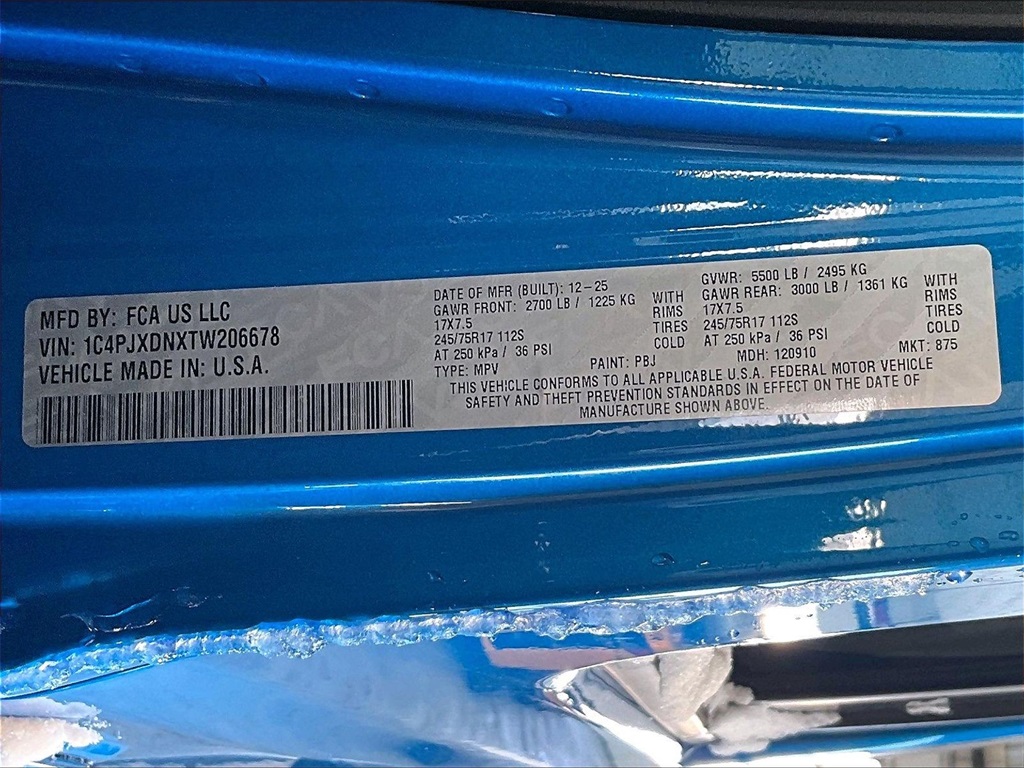 MFD BY: FCA US LLC
VIN: 1C4PJXDNXTW206678
VEHICLE MADE IN: U.S.A.
DATE OF MFR (BUILT): 12-25
GAWR FRONT: 2700 LB / 1225 KG WITH
17X7.5 RIMS
245/75R17 112S TIRES
AT 250 kPa / 36 PSI COLD
TYPE: MPV PAINT: PBJ
GVWR: 5500 LB / 2495 KG
GAWR REAR: 3000 LB / 1361 KG WITH
17X7.5 RIMS
245/75R17 112S TIRES
AT 250 kPa / 36 PSI COLD
MDH: 120910 MKT: 875
THIS VEHICLE CONFORMS TO ALL APPLICABLE U.S.A. FEDERAL MOTOR VEHICLE
SAFETY AND THEFT PREVENTION STANDARDS IN EFFECT ON THE DATE OF
MANUFACTURE SHOWN ABOVE.